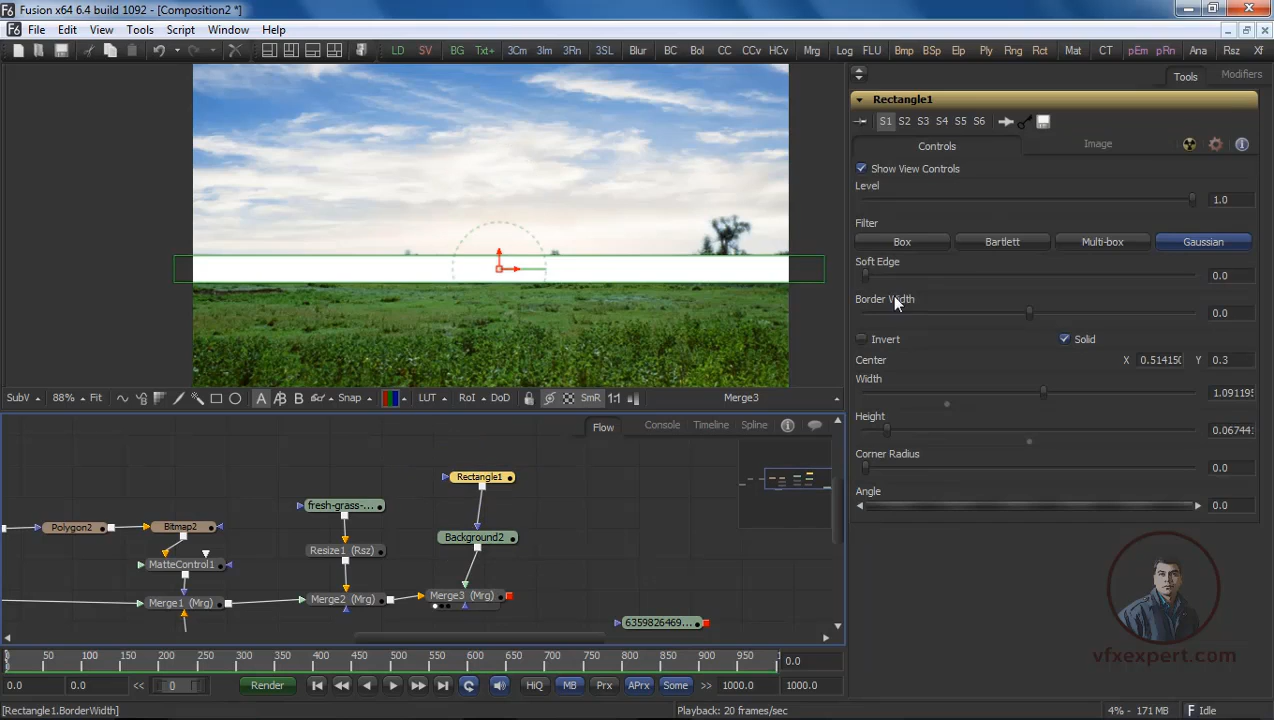 Fusion x64 6.4 build 1092 - [Composition2 *]
File Edit View Tools Script Window Help
LD SV BG Txt+ 3Cm 3Im 3Rn 3SL Blur BC Bol CC CCv HCv Mrg Log FLU Bmp BSp Elp Ply Rng Rct Mat CT pEm pRn Ana Rsz Xf
Tools Modifiers
Rectangle1
S1 S2 S3 S4 S5 S6
Controls Image
Show View Controls
Level
1.0
Filter
Box Bartlett Multi-box Gaussian
Soft Edge
0.0
Border Width
0.0
Invert Solid
Center X 0.514150 Y 0.3
Width
1.091195
Height
0.06744
Corner Radius
0.0
Angle
0.0
SubV 88% Fit A B Snap LUT RoI DoD SmR 1:1 Merge3
Flow Console Timeline Spline
Rectangle1
fresh-grass-...
Polygon2 Bitmap2
Background2
Resize1 (Rsz)
MatteControl1
Merge1 (Mrg) Merge2 (Mrg) Merge3 (Mrg)
6359826469...
vfxexpert.com
0 50 100 150 200 250 300 350 400 450 500 550 600 650 700 750 800 850 900 950 0.0
0.0 0.0 << 0 Render HiQ MB Prx APrx Some >> 1000.0 1000.0
[Rectangle1.BorderWidth] Playback: 20 frames/sec 4% - 171 MB Idle